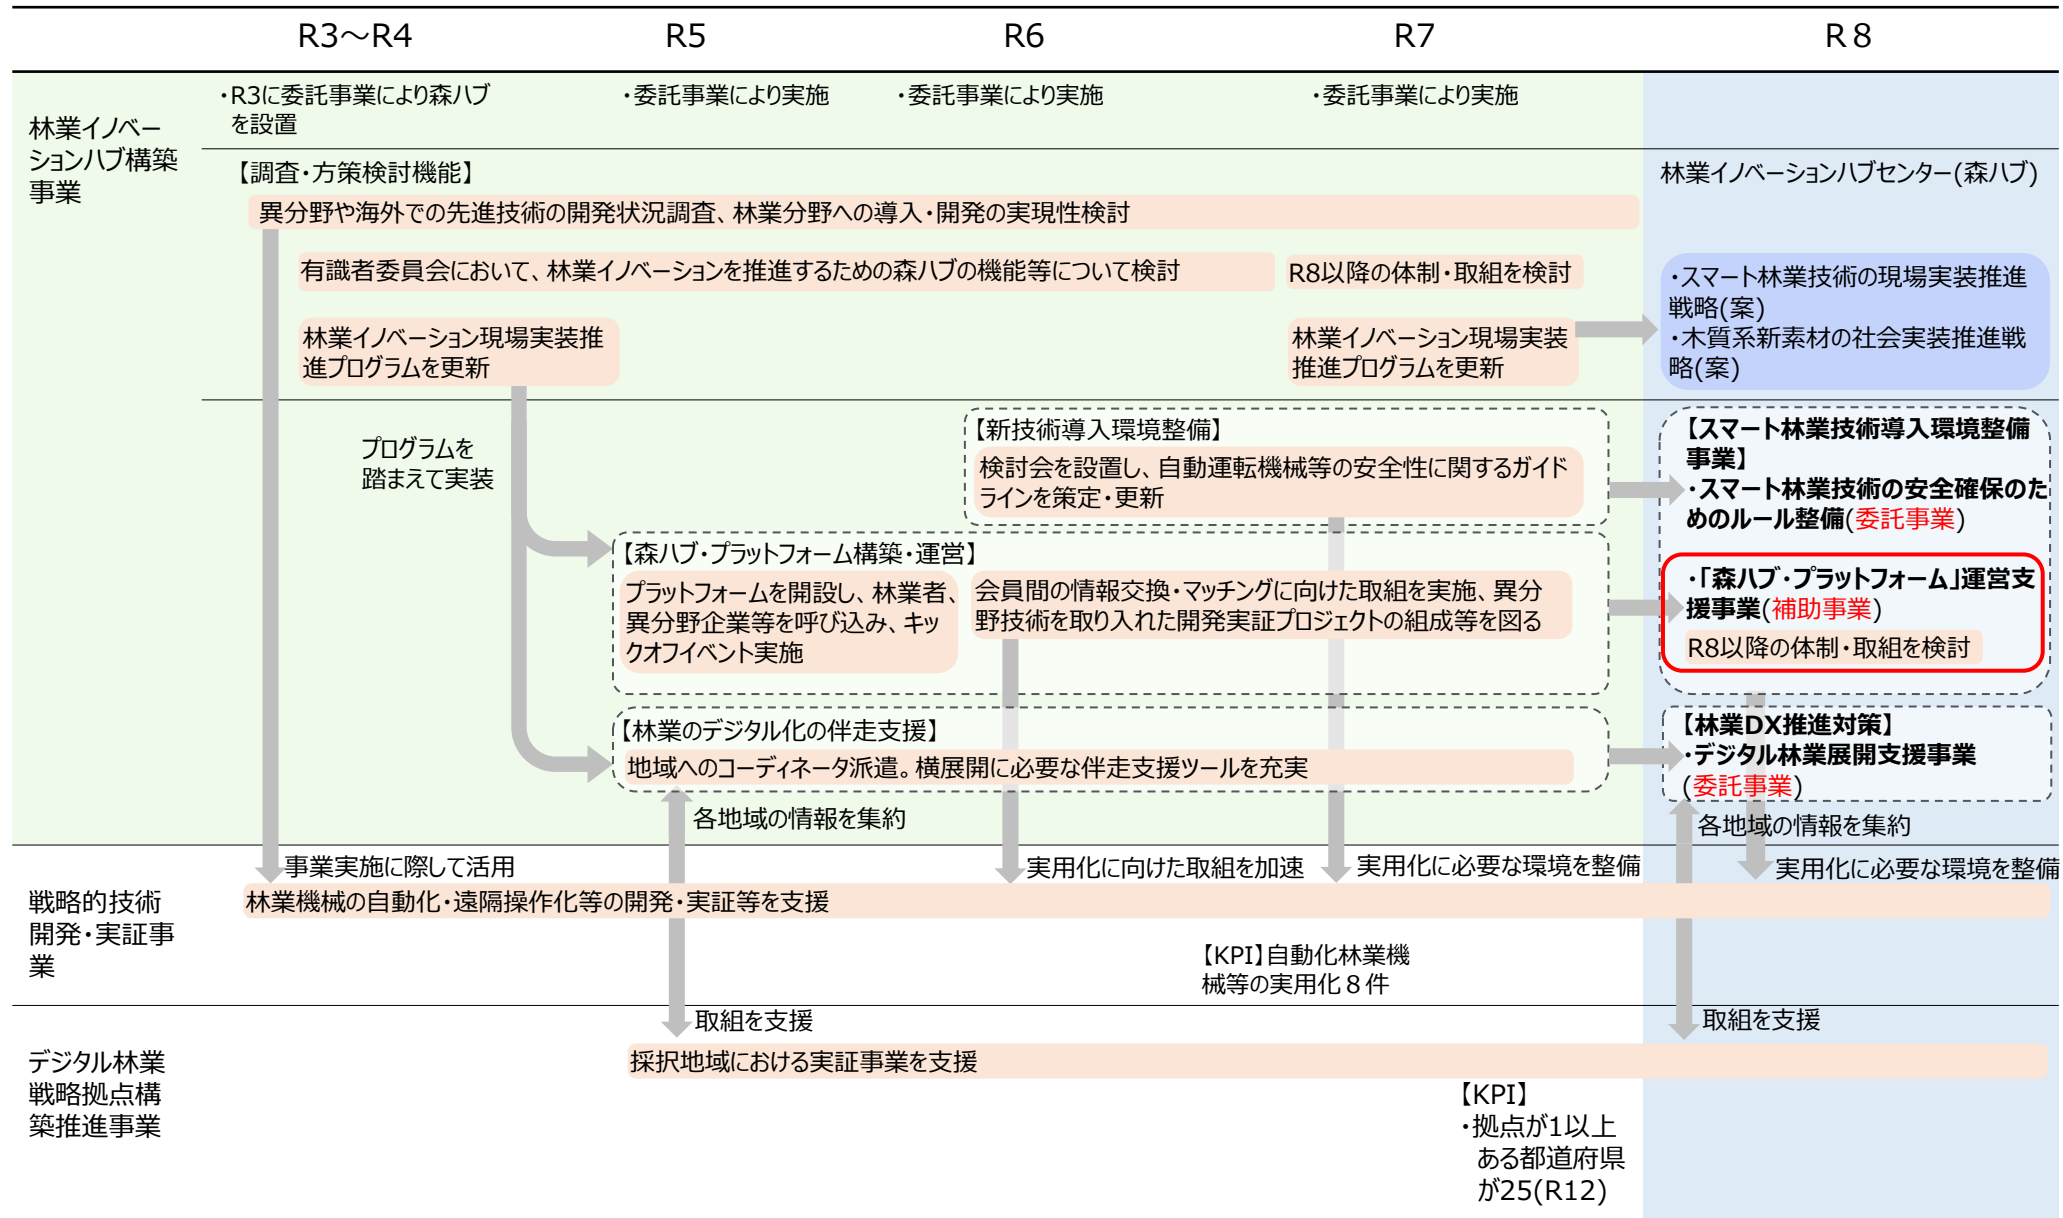 R3～R4
R5
R6
R7
R８
林業イノベー
ションハブ構築
事業
・R3に委託事業により森ハブ
を設置
・委託事業により実施
・委託事業により実施
・委託事業により実施
【調査・方策検討機能】
異分野や海外での先進技術の開発状況調査、林業分野への導入・開発の実現性検討
有識者委員会において、林業イノベーションを推進するための森ハブの機能等について検討
R8以降の体制・取組を検討
林業イノベーション現場実装推
進プログラムを更新
林業イノベーション現場実装
推進プログラムを更新
林業イノベーションハブセンター(森ハブ)
・スマート林業技術の現場実装推進
戦略(案)
・木質系新素材の社会実装推進戦
略(案)
プログラムを
踏まえて実装
【新技術導入環境整備】
検討会を設置し、自動運転機械等の安全性に関するガイド
ラインを策定・更新
【森ハブ・プラットフォーム構築・運営】
プラットフォームを開設し、林業者、
異分野企業等を呼び込み、キッ
クオフイベント実施
会員間の情報交換・マッチングに向けた取組を実施、異分
野技術を取り入れた開発実証プロジェクトの組成等を図る
【林業のデジタル化の伴走支援】
地域へのコーディネータ派遣。横展開に必要な伴走支援ツールを充実
【スマート林業技術導入環境整備
事業】
・スマート林業技術の安全確保のた
めのルール整備(委託事業)
・「森ハブ・プラットフォーム」運営支
援事業(補助事業)
R8以降の体制・取組を検討
【林業DX推進対策】
・デジタル林業展開支援事業
(委託事業)
各地域の情報を集約
各地域の情報を集約
事業実施に際して活用
実用化に向けた取組を加速
実用化に必要な環境を整備
実用化に必要な環境を整備
戦略的技術
開発・実証事
業
林業機械の自動化・遠隔操作化等の開発・実証等を支援
【KPI】自動化林業機
械等の実用化８件
取組を支援
取組を支援
デジタル林業
戦略拠点構
築推進事業
採択地域における実証事業を支援
【KPI】
・拠点が1以上
ある都道府県
が25(R12)